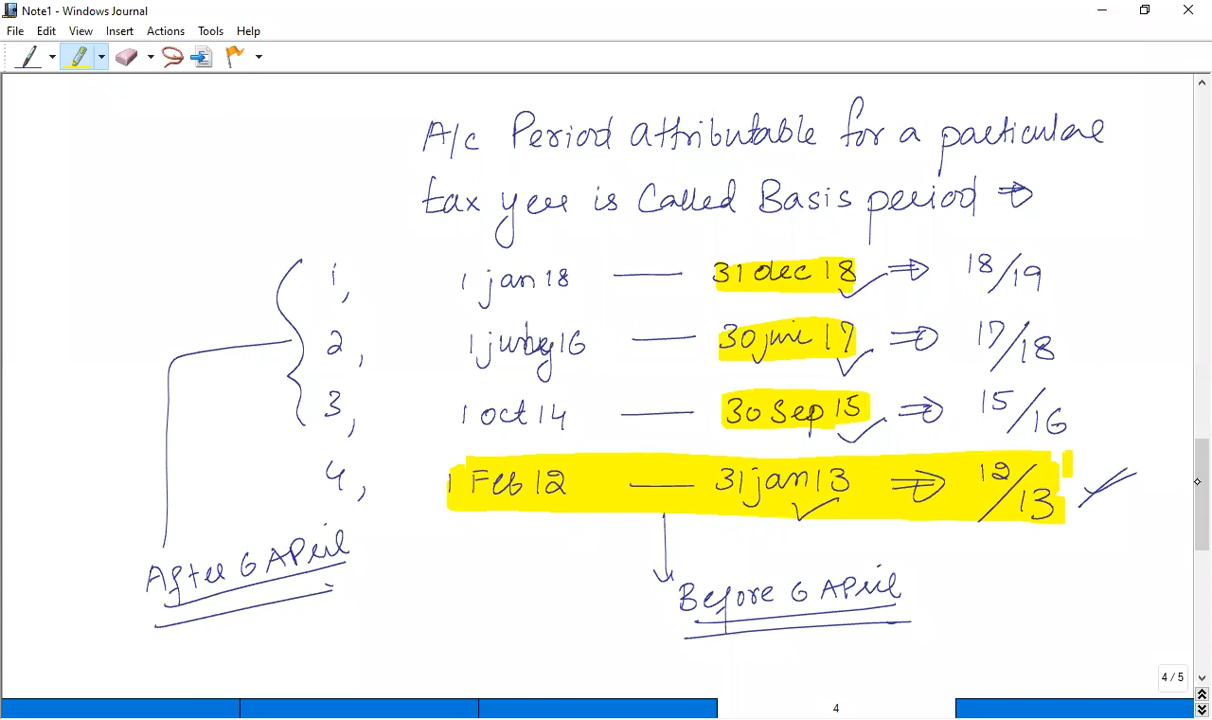 Note1 - Windows Journal
File Edit View Insert Actions Tools Help
A/c Period attributable for a particular
tax year is Called Basis period ⇒
1, 1 jan 18 — 31 dec 18 ⇒ 18/19
2, 1 16 — 30 june 17 ⇒ 17/18
3, 1 oct 14 — 30 Sep 15 ⇒ 15/16
4, 1 Feb 12 — 31 jan 13 ⇒ 12/13
After 6 April
Before 6 April
4 / 5
4